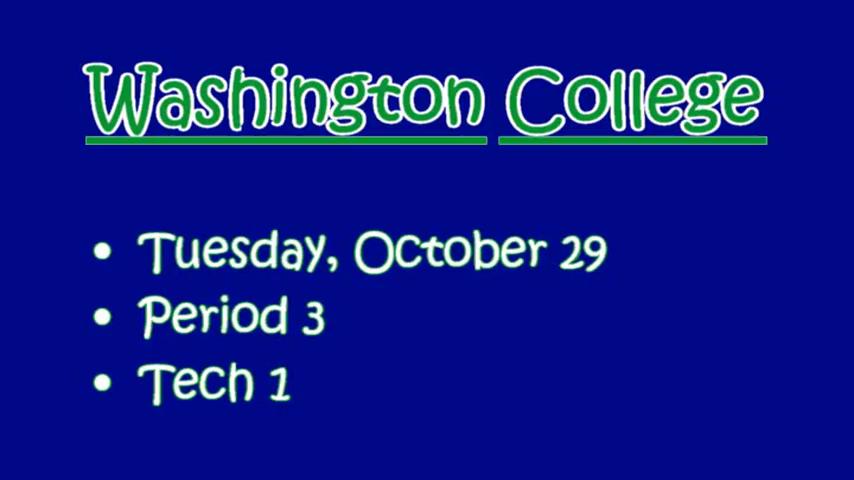 Washington College
• Tuesday, October 29
• Period 3
• Tech 1